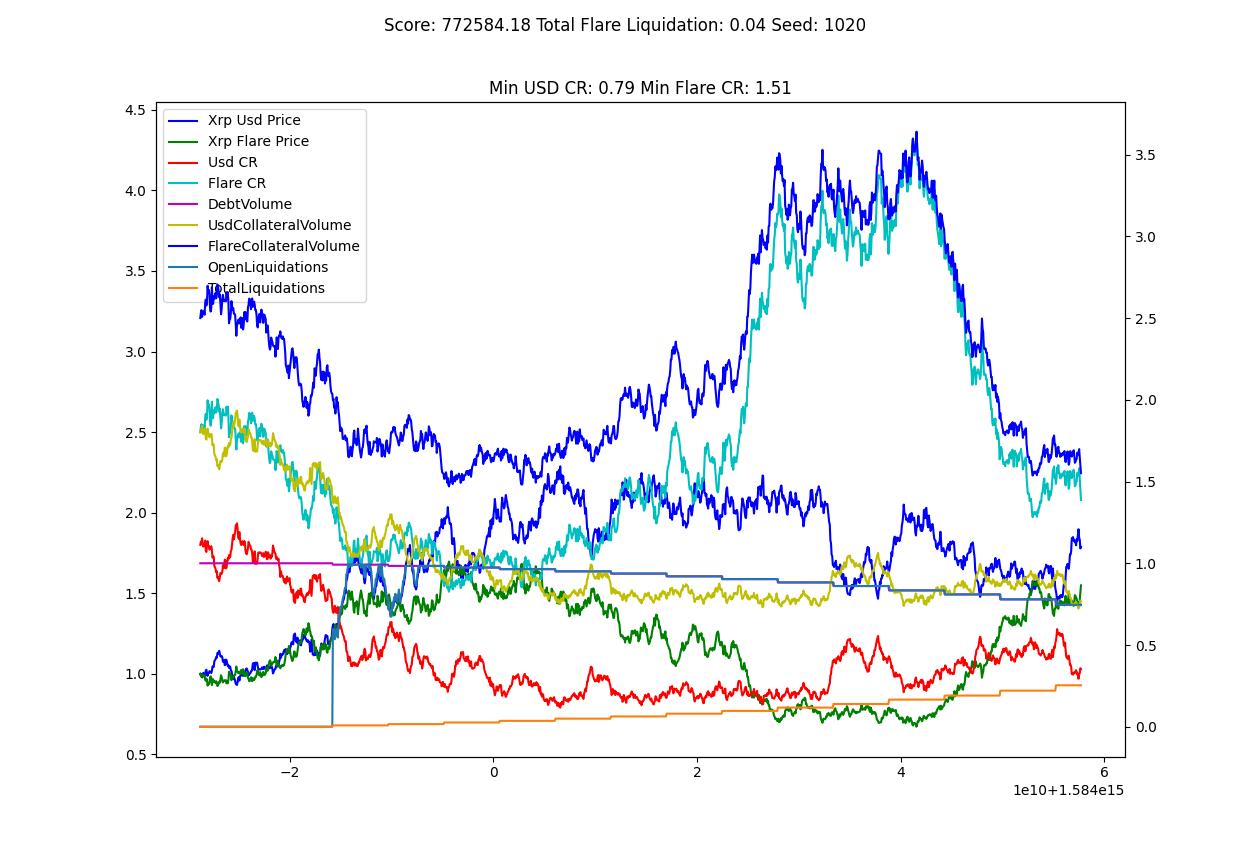 Score: 772584.18 Total Flare Liquidation: 0.04 Seed: 1020
Min USD CR: 0.79 Min Flare CR: 1.51
Xrp Usd Price
Xrp Flare Price
Usd CR
Flare CR
DebtVolume
UsdCollateralVolume
FlareCollateralVolume
OpenLiquidations
TotalLiquidations
4.5
4.0
3.5
3.0
2.5
2.0
1.5
1.0
0.5
3.5
3.0
2.5
2.0
1.5
1.0
0.5
0.0
−2
0
2
4
6
1e10+1.584e15